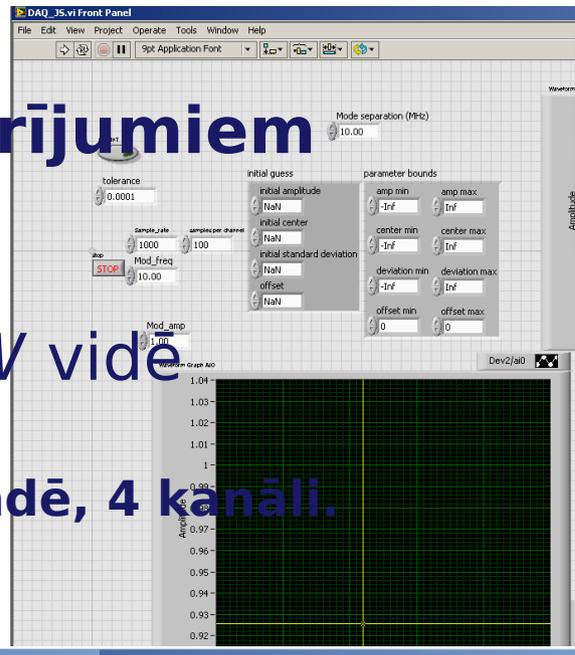 DAQ_JS.vi Front Panel
File Edit View Project Operate Tools Window Help
9pt Application Font
Waveform
rījumiem
Mode separation (MHz)
10.00
tolerance
0.0001
initial guess
parameter bounds
initial amplitude
NaN
initial center
NaN
initial standard deviation
NaN
offset
NaN
amp min
amp max
-Inf
Inf
center min
center max
-Inf
Inf
deviation min
deviation max
-Inf
Inf
offset min
offset max
0
0
Amplitude
Sample_rate
samples per channel
1000
100
stop
STOP
Mod_freq
10.00
Mod_amp
1.00
V vidē
Waveform Graph AI0
Dev2/ai0
dē, 4 kanāli.
Amplitude
1.04
1.03
1.02
1.01
1
0.99
0.98
0.97
0.96
0.95
0.94
0.93
0.92